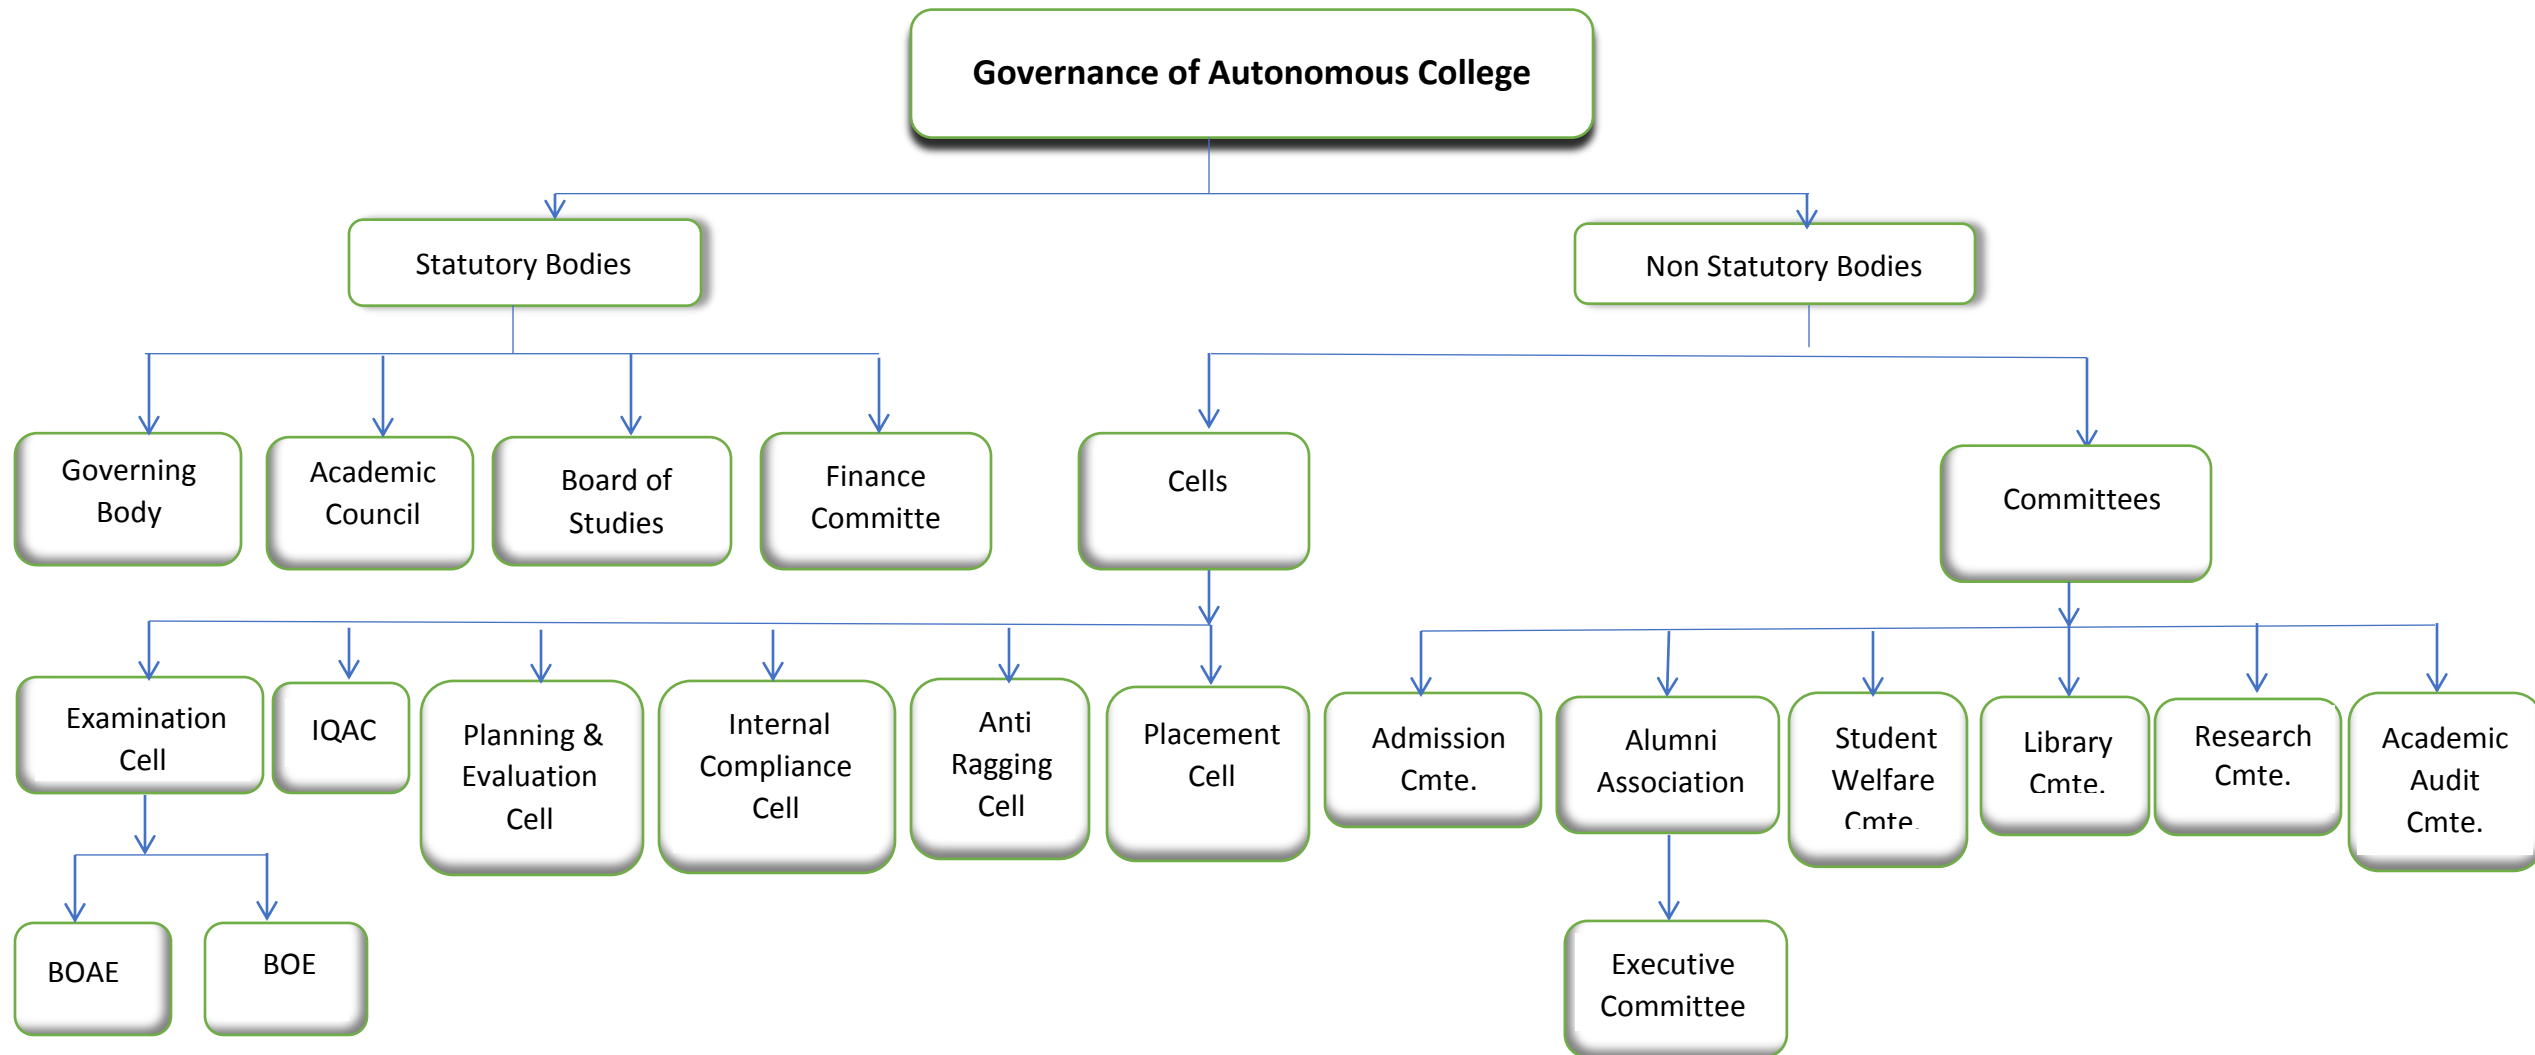 Governance of Autonomous College
Statutory Bodies
Non Statutory Bodies
Governing
Body
Academic
Council
Board of
Studies
Finance
Committe
Cells
Committees
Examination
Cell
IQAC
Planning &
Evaluation
Cell
Internal
Compliance
Cell
Anti
Ragging
Cell
Placement
Cell
Admission
Cmte.
Alumni
Association
Student
Welfare
Cmte.
Library
Cmte.
Research
Cmte.
Academic
Audit
Cmte.
BOAE
BOE
Executive
Committee